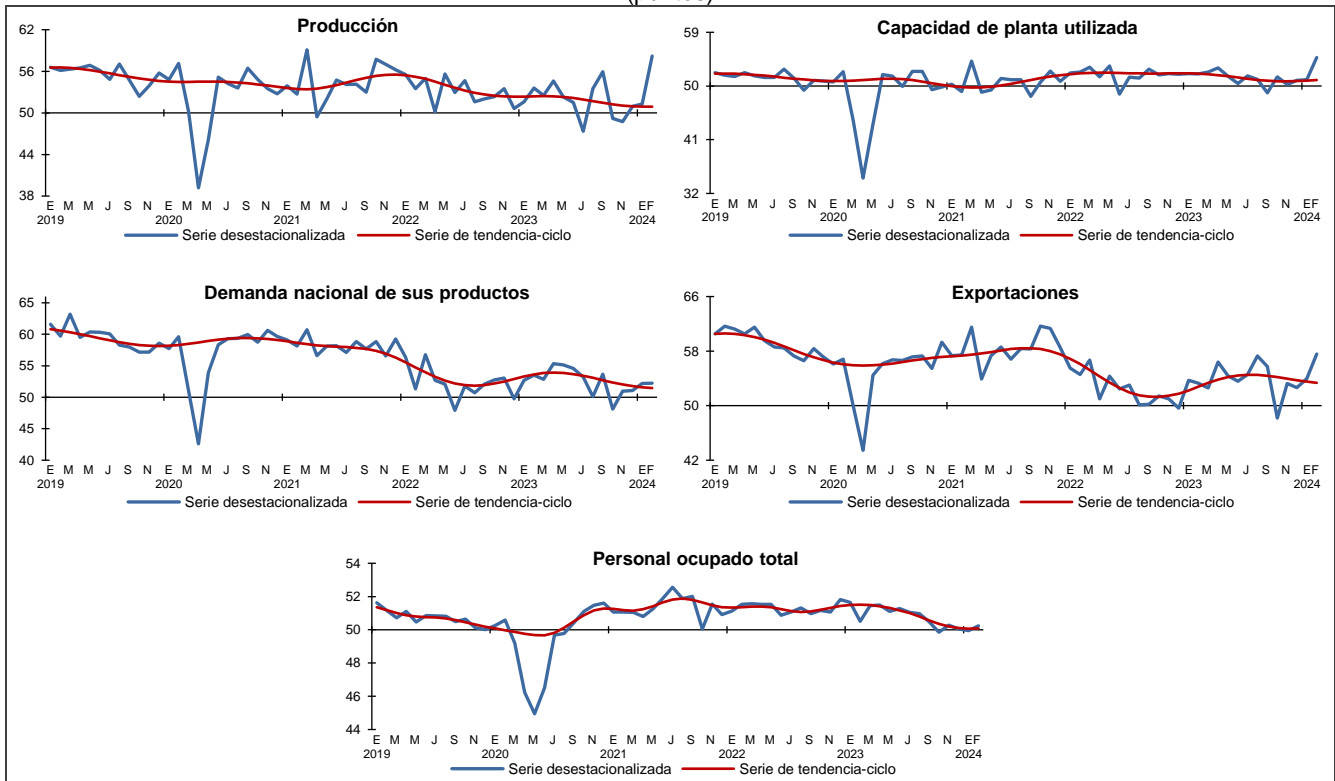 (puntos)
Producción
62
56
50
44
38
E M M J S N E M M J S N E M M J S N E M M J S N E M M J S N EF
2019 2020 2021 2022 2023 2024
Serie desestacionalizada Serie de tendencia-ciclo
Capacidad de planta utilizada
59
50
41
32
E M M J S N E M M J S N E M M J S N E M M J S N E M M J S N EF
2019 2020 2021 2022 2023 2024
Serie desestacionalizada Serie de tendencia-ciclo
Demanda nacional de sus productos
65
60
55
50
45
40
E M M J S N E M M J S N E M M J S N E M M J S N E M M J S N EF
2019 2020 2021 2022 2023 2024
Serie desestacionalizada Serie de tendencia-ciclo
Exportaciones
66
58
50
42
E M M J S N E M M J S N E M M J S N E M M J S N E M M J S N EF
2019 2020 2021 2022 2023 2024
Serie desestacionalizada Serie de tendencia-ciclo
Personal ocupado total
54
52
50
48
46
44
E M M J S N E M M J S N E M M J S N E M M J S N E M M J S N EF
2019 2020 2021 2022 2023 2024
Serie desestacionalizada Serie de tendencia-ciclo